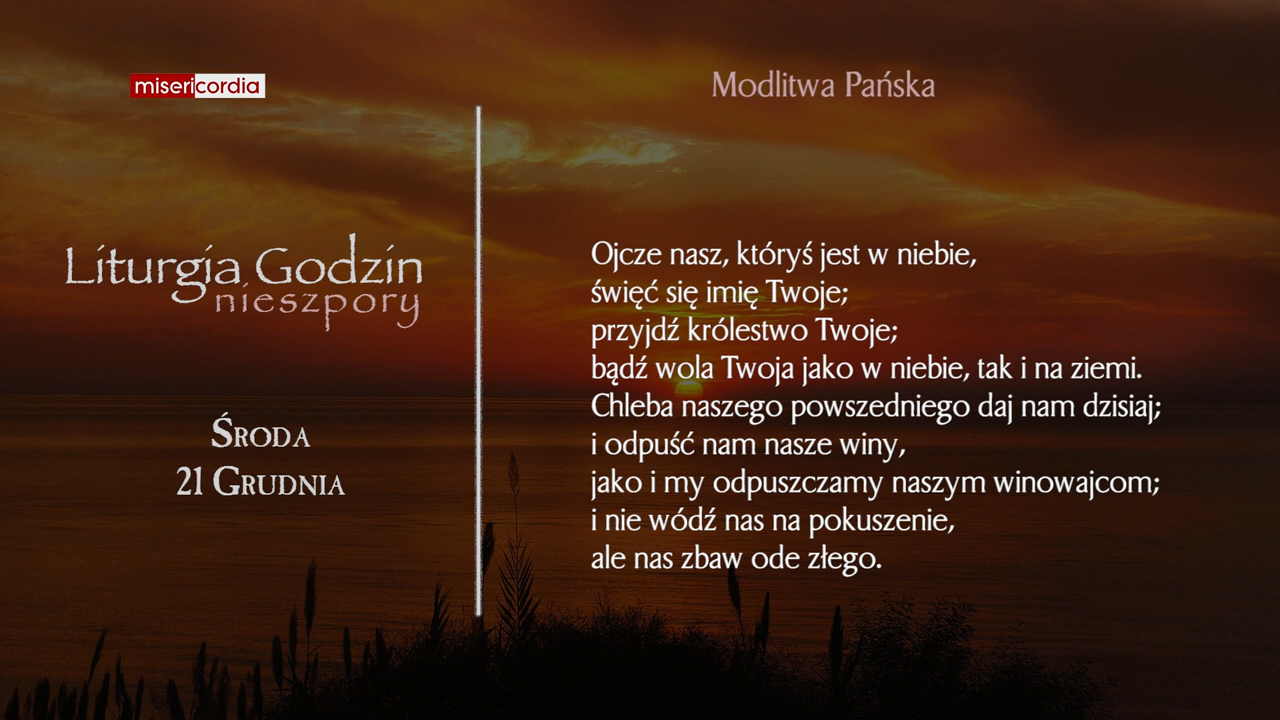 misericordia
Liturgia Godzin
nieszpory
Środa
21 Grudnia
Modlitwa Pańska
Ojcze nasz, któryś jest w niebie,
święć się imię Twoje;
przyjdź królestwo Twoje;
bądź wola Twoja jako w niebie, tak i na ziemi.
Chleba naszego powszedniego daj nam dzisiaj;
i odpuść nam nasze winy,
jako i my odpuszczamy naszym winowajcom;
i nie wódź nas na pokuszenie,
ale nas zbaw ode złego.